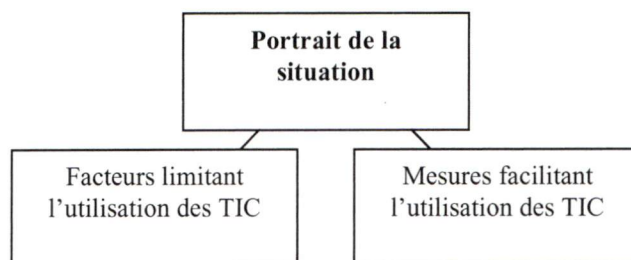 Portrait de la
situation
Facteurs limitant
l’utilisation des TIC
Mesures facilitant
l’utilisation des TIC